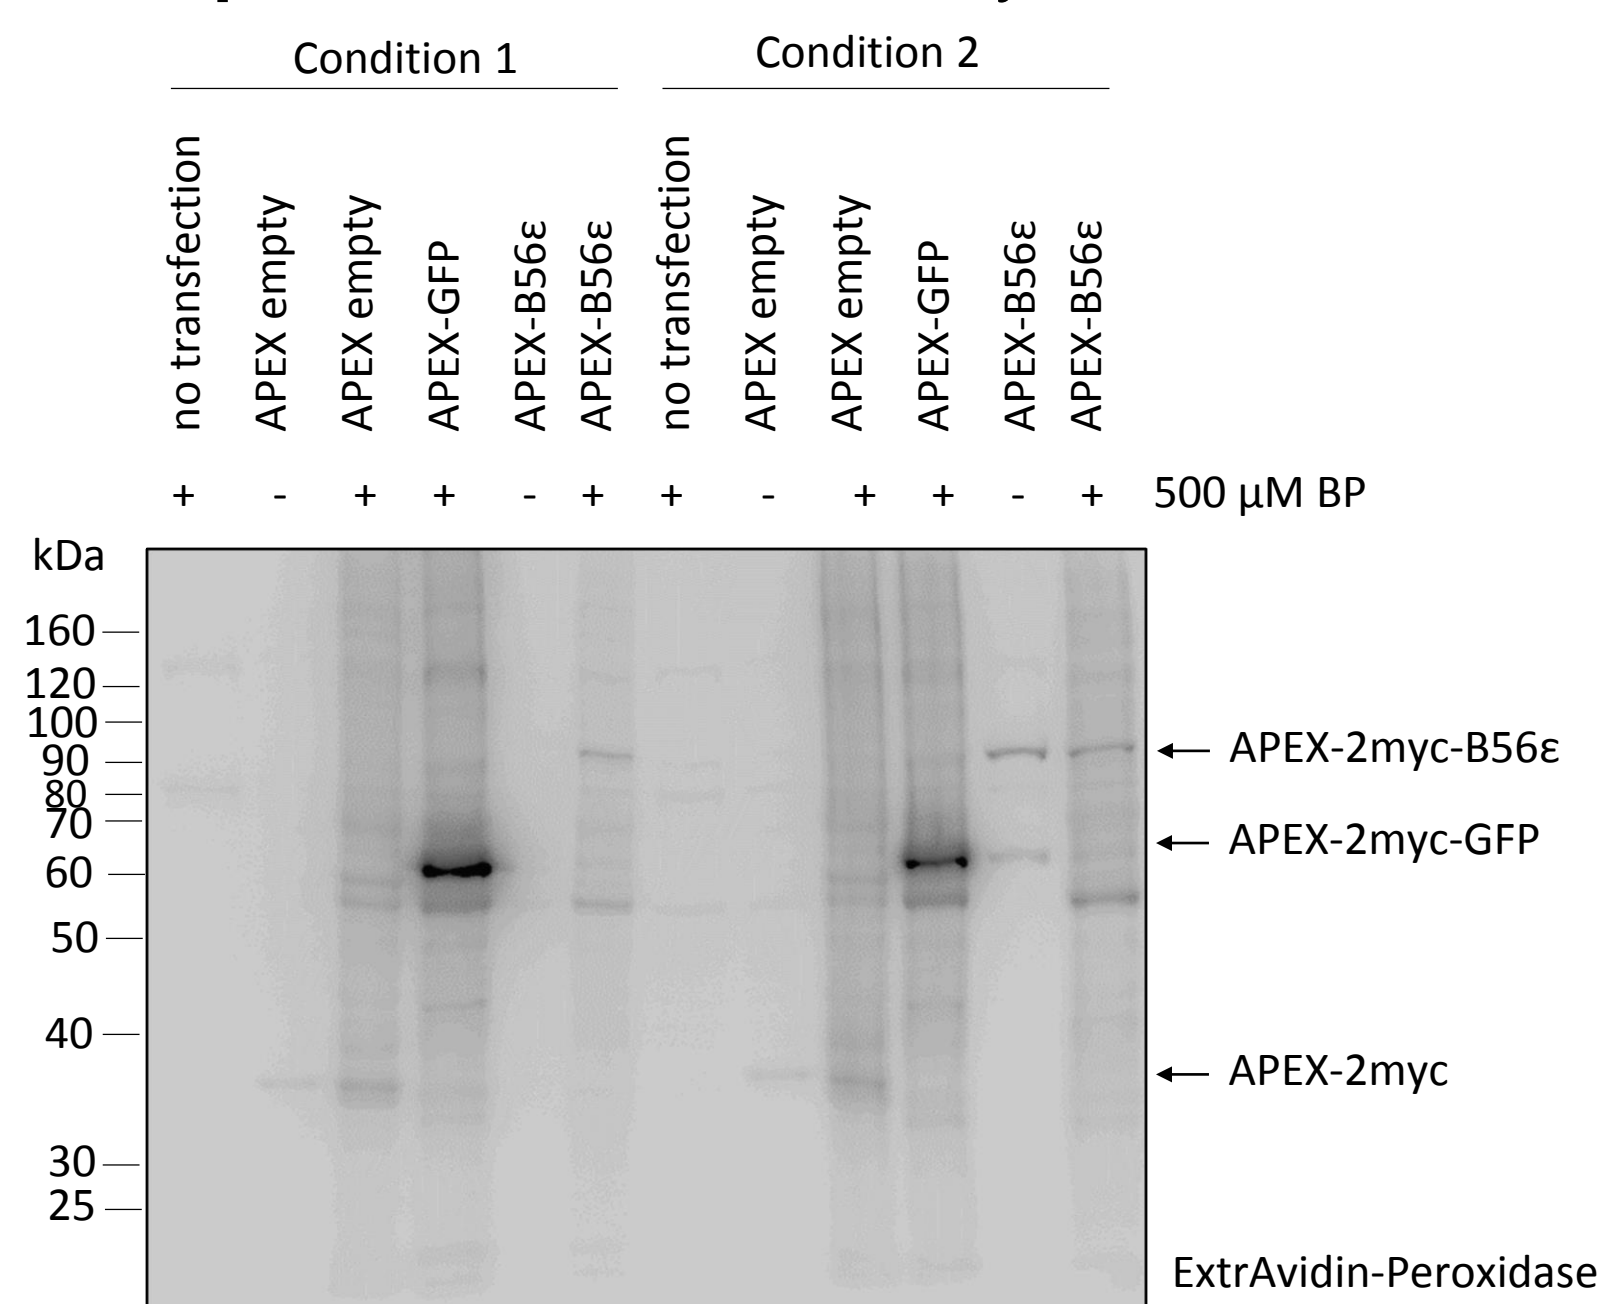 Condition 1 Condition 2
no transfection
APEX empty
APEX empty
APEX-GFP
APEX-B56ε
APEX-B56ε
no transfection
APEX empty
APEX empty
APEX-GFP
APEX-B56ε
APEX-B56ε
+ - + + - + + - + + - + 500 µM BP
kDa
160
120
100
90
80
70
60
50
40
30
25
APEX-2myc-B56ε
APEX-2myc-GFP
APEX-2myc
ExtrAvidin-Peroxidase